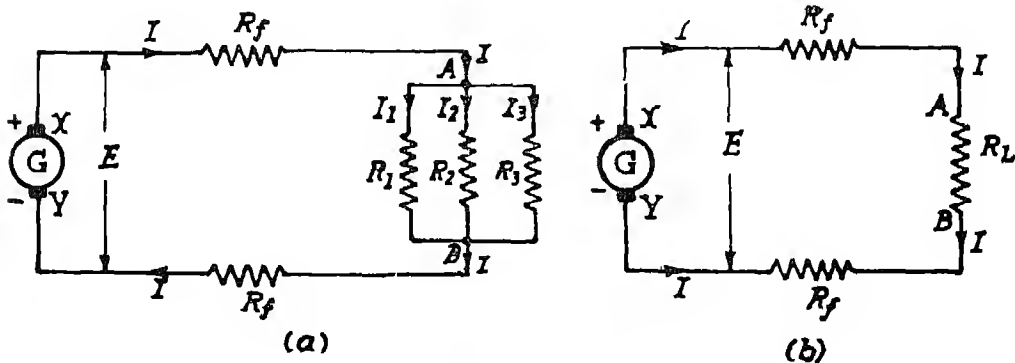 I R_f I
A
I_1 I_2 I_3
+ X
G E R_1 R_2 R_3
- Y
B I
I R_f
(a)
I R_f I
A
+ X
G E R_L
- Y
B I
I R_f
(b)